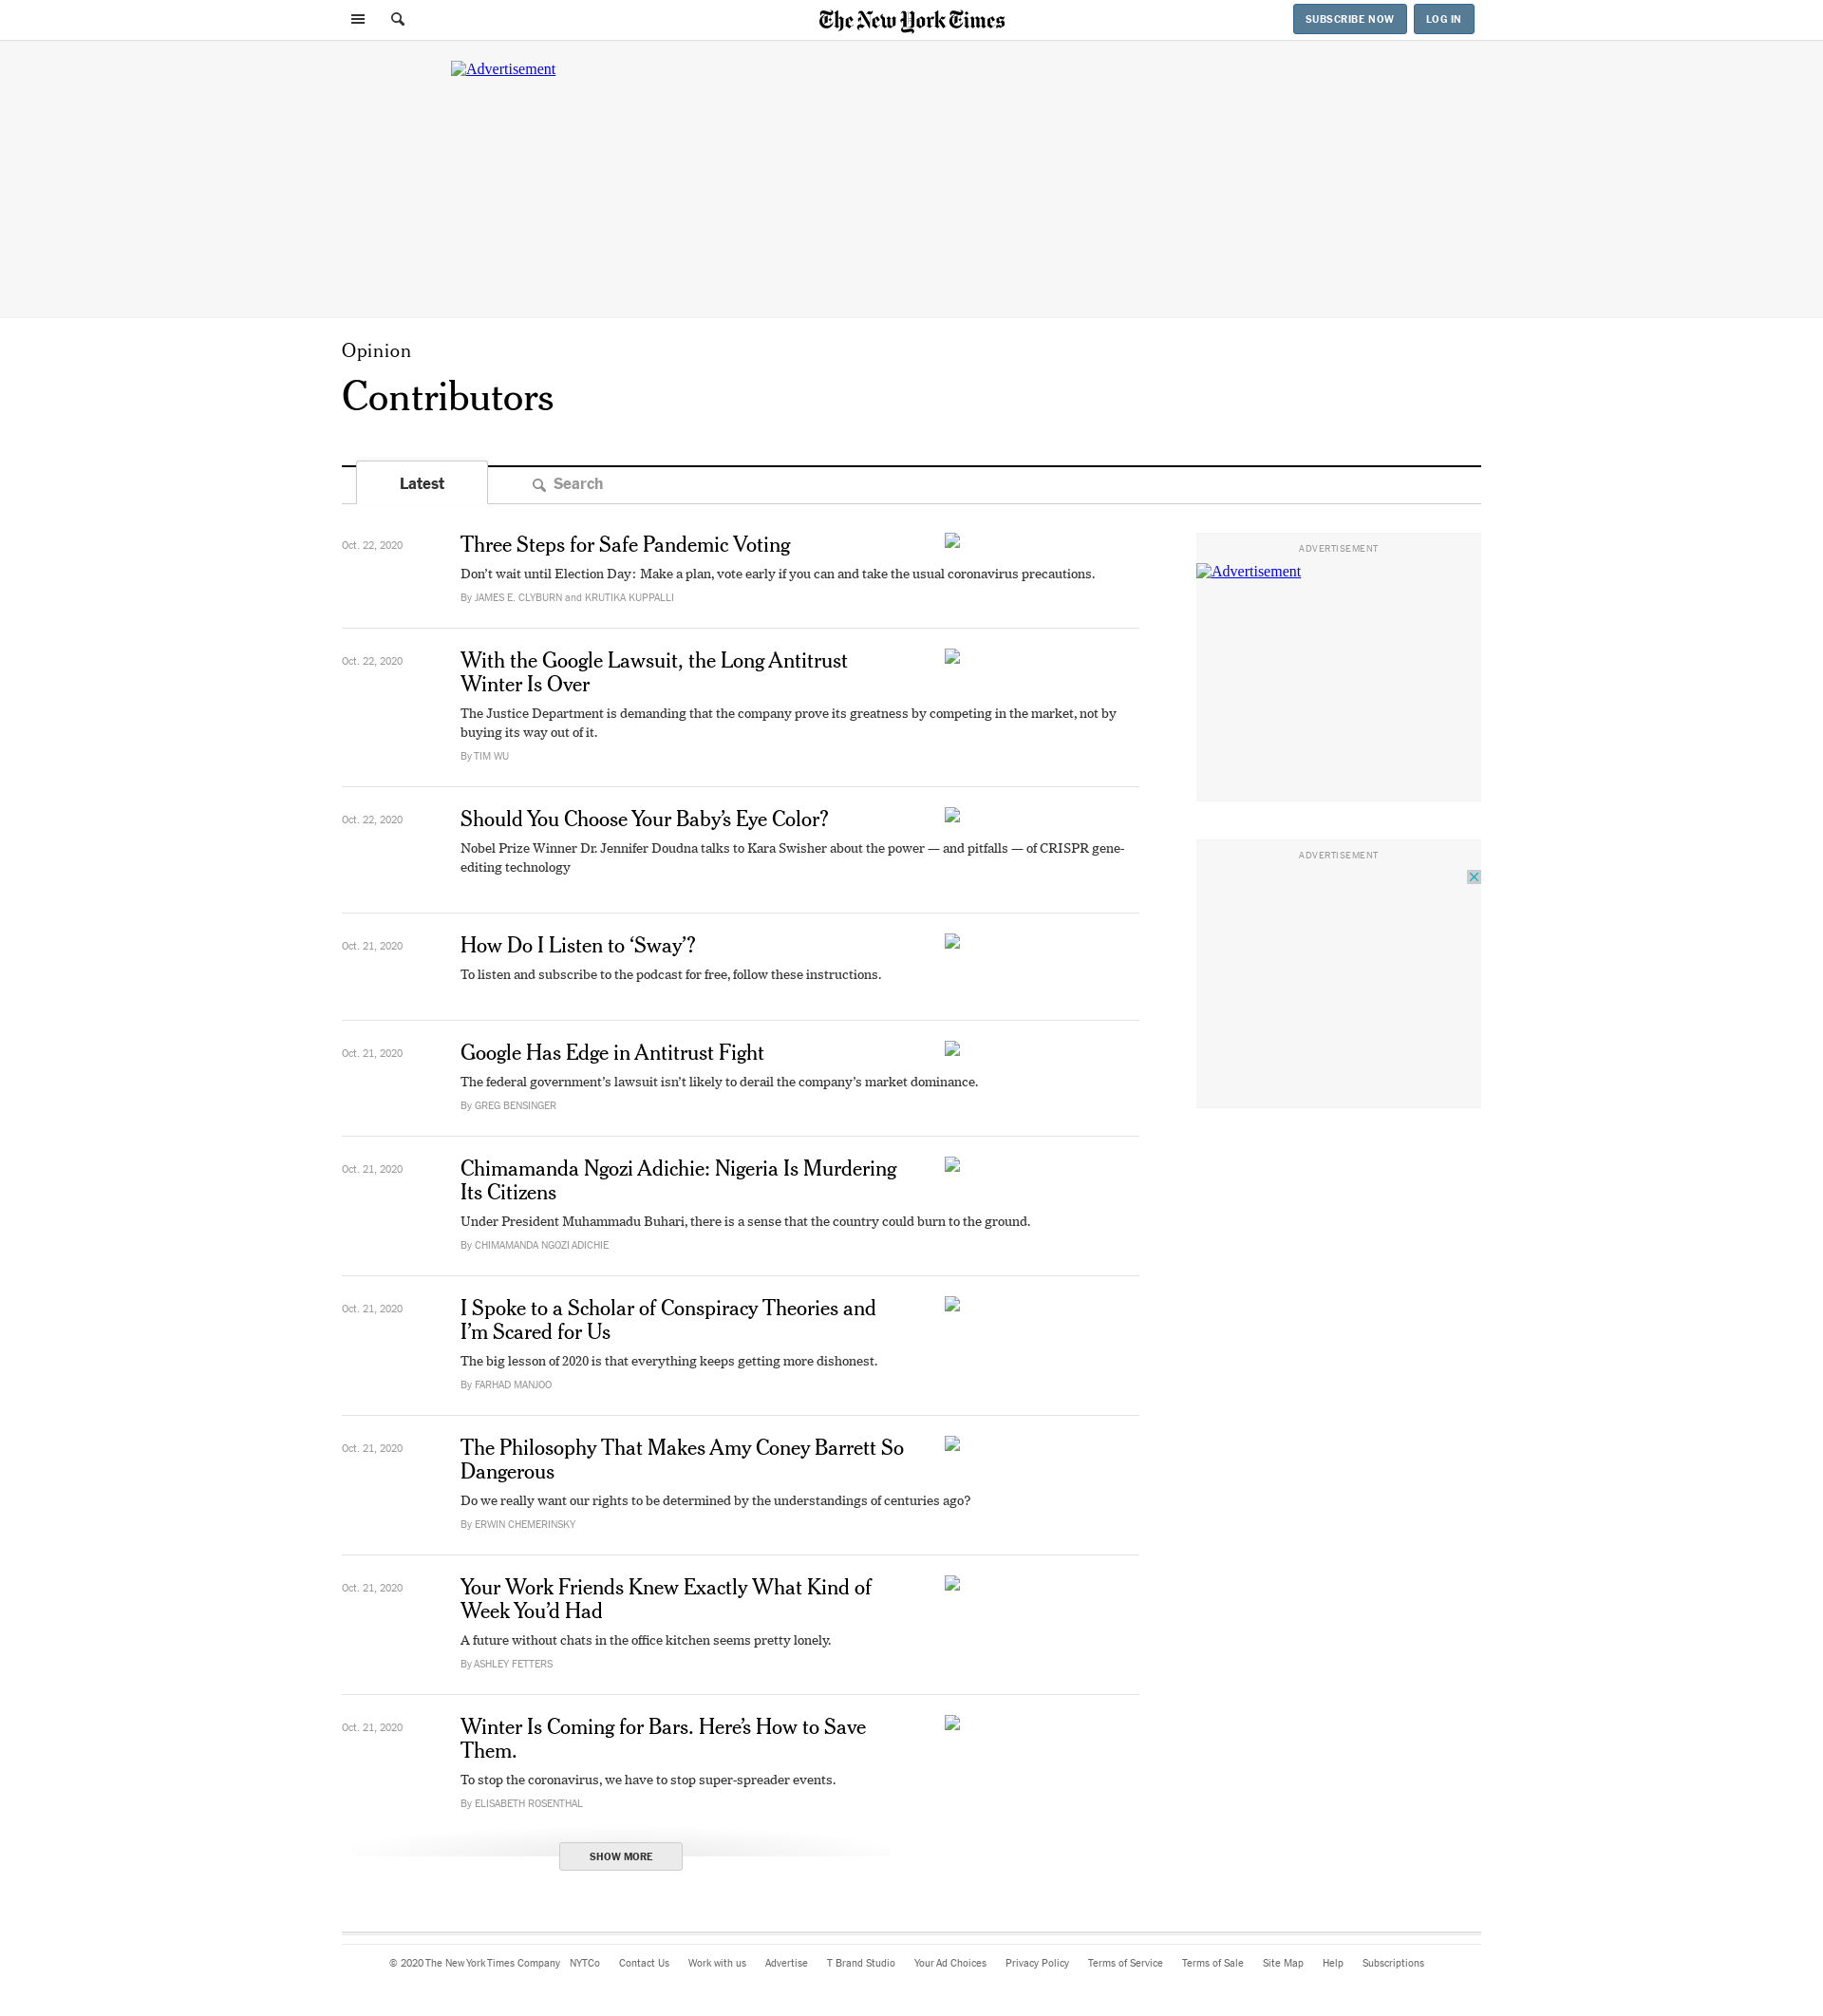 The New York Times
SUBSCRIBE NOW
LOG IN
Advertisement
Opinion
Contributors
Latest
Search
Oct. 22, 2020
Three Steps for Safe Pandemic Voting
Don’t wait until Election Day: Make a plan, vote early if you can and take the usual coronavirus precautions.
By JAMES E. CLYBURN and KRUTIKA KUPPALLI
Oct. 22, 2020
With the Google Lawsuit, the Long Antitrust
Winter Is Over
The Justice Department is demanding that the company prove its greatness by competing in the market, not by
buying its way out of it.
By TIM WU
Oct. 22, 2020
Should You Choose Your Baby’s Eye Color?
Nobel Prize Winner Dr. Jennifer Doudna talks to Kara Swisher about the power — and pitfalls — of CRISPR gene-
editing technology
Oct. 21, 2020
How Do I Listen to ‘Sway’?
To listen and subscribe to the podcast for free, follow these instructions.
Oct. 21, 2020
Google Has Edge in Antitrust Fight
The federal government’s lawsuit isn’t likely to derail the company’s market dominance.
By GREG BENSINGER
Oct. 21, 2020
Chimamanda Ngozi Adichie: Nigeria Is Murdering
Its Citizens
Under President Muhammadu Buhari, there is a sense that the country could burn to the ground.
By CHIMAMANDA NGOZI ADICHIE
Oct. 21, 2020
I Spoke to a Scholar of Conspiracy Theories and
I’m Scared for Us
The big lesson of 2020 is that everything keeps getting more dishonest.
By FARHAD MANJOO
Oct. 21, 2020
The Philosophy That Makes Amy Coney Barrett So
Dangerous
Do we really want our rights to be determined by the understandings of centuries ago?
By ERWIN CHEMERINSKY
Oct. 21, 2020
Your Work Friends Knew Exactly What Kind of
Week You’d Had
A future without chats in the office kitchen seems pretty lonely.
By ASHLEY FETTERS
Oct. 21, 2020
Winter Is Coming for Bars. Here’s How to Save
Them.
To stop the coronavirus, we have to stop super-spreader events.
By ELISABETH ROSENTHAL
SHOW MORE
ADVERTISEMENT
Advertisement
ADVERTISEMENT
© 2020 The New York Times Company NYTCo Contact Us Work with us Advertise T Brand Studio Your Ad Choices Privacy Policy Terms of Service Terms of Sale Site Map Help Subscriptions